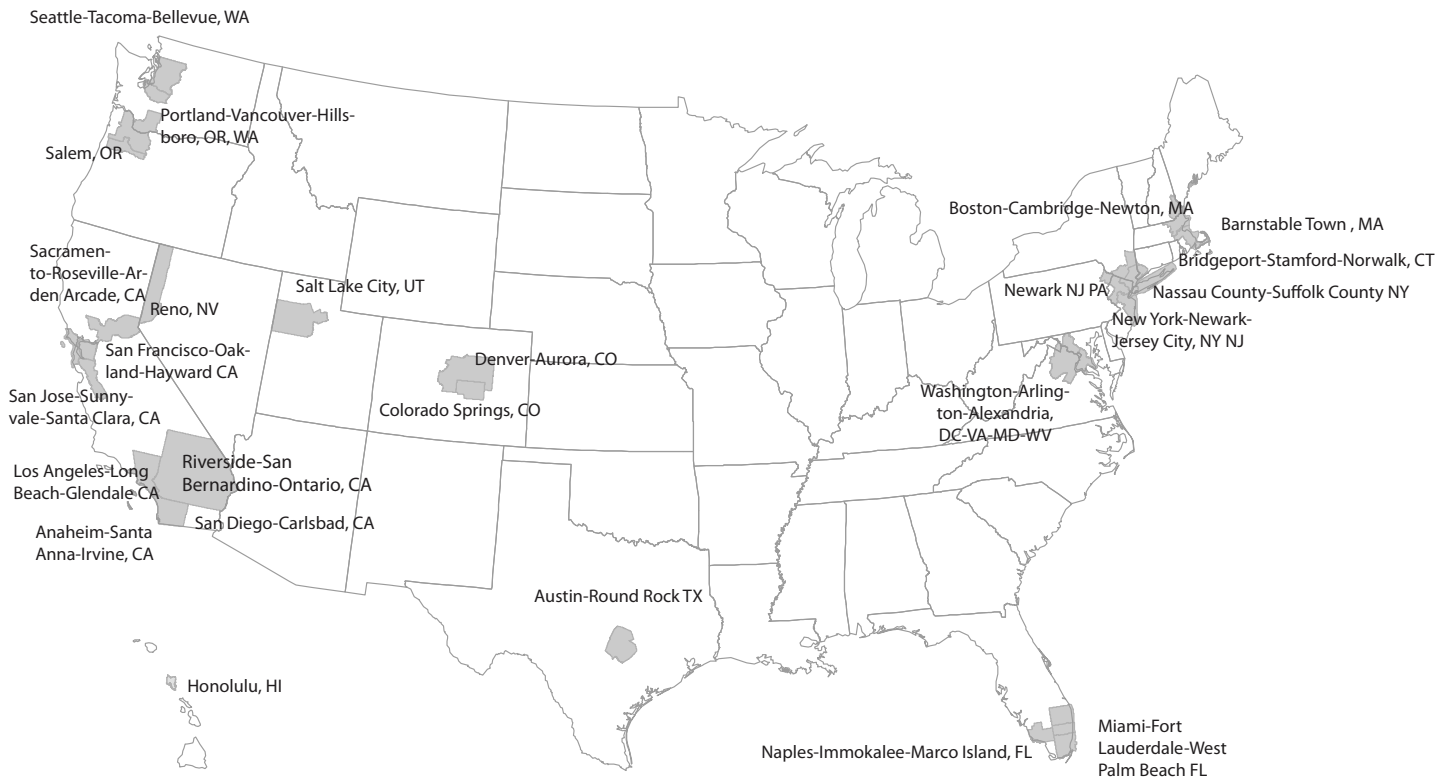 Seattle-Tacoma-Bellevue, WA
Portland-Vancouver-Hills-
boro, OR, WA
Salem, OR
Boston-Cambridge-Newton, MA
Barnstable Town , MA
Sacramen-
to-Roseville-Ar-
den Arcade, CA
Bridgeport-Stamford-Norwalk, CT
Salt Lake City, UT
Newark NJ PA
Nassau County-Suffolk County NY
Reno, NV
New York-Newark-
Jersey City, NY NJ
San Francisco-Oak-
land-Hayward CA
Denver-Aurora, CO
San Jose-Sunny-
vale-Santa Clara, CA
Colorado Springs, CO
Washington-Arling-
ton-Alexandria,
DC-VA-MD-WV
Los Angeles-Long
Beach-Glendale CA
Riverside-San
Bernardino-Ontario, CA
San Diego-Carlsbad, CA
Anaheim-Santa
Anna-Irvine, CA
Austin-Round Rock TX
Honolulu, HI
Naples-Immokalee-Marco Island, FL
Miami-Fort
Lauderdale-West
Palm Beach FL